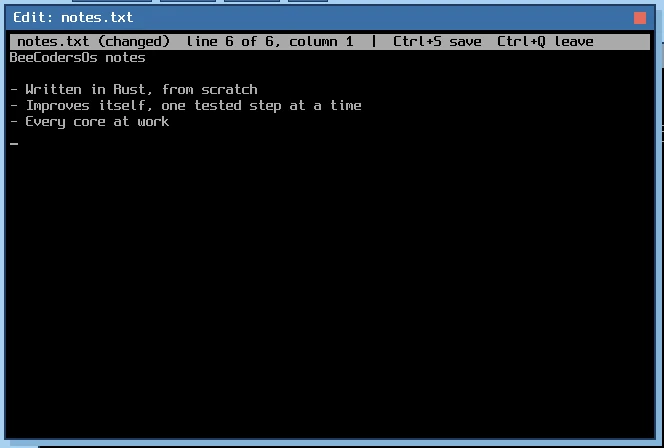 Edit: notes.txt
notes.txt (changed)  line 6 of 6, column 1  |  Ctrl+S save  Ctrl+Q leave
BeeCodersOs notes
- Written in Rust, from scratch
- Improves itself, one tested step at a time
- Every core at work